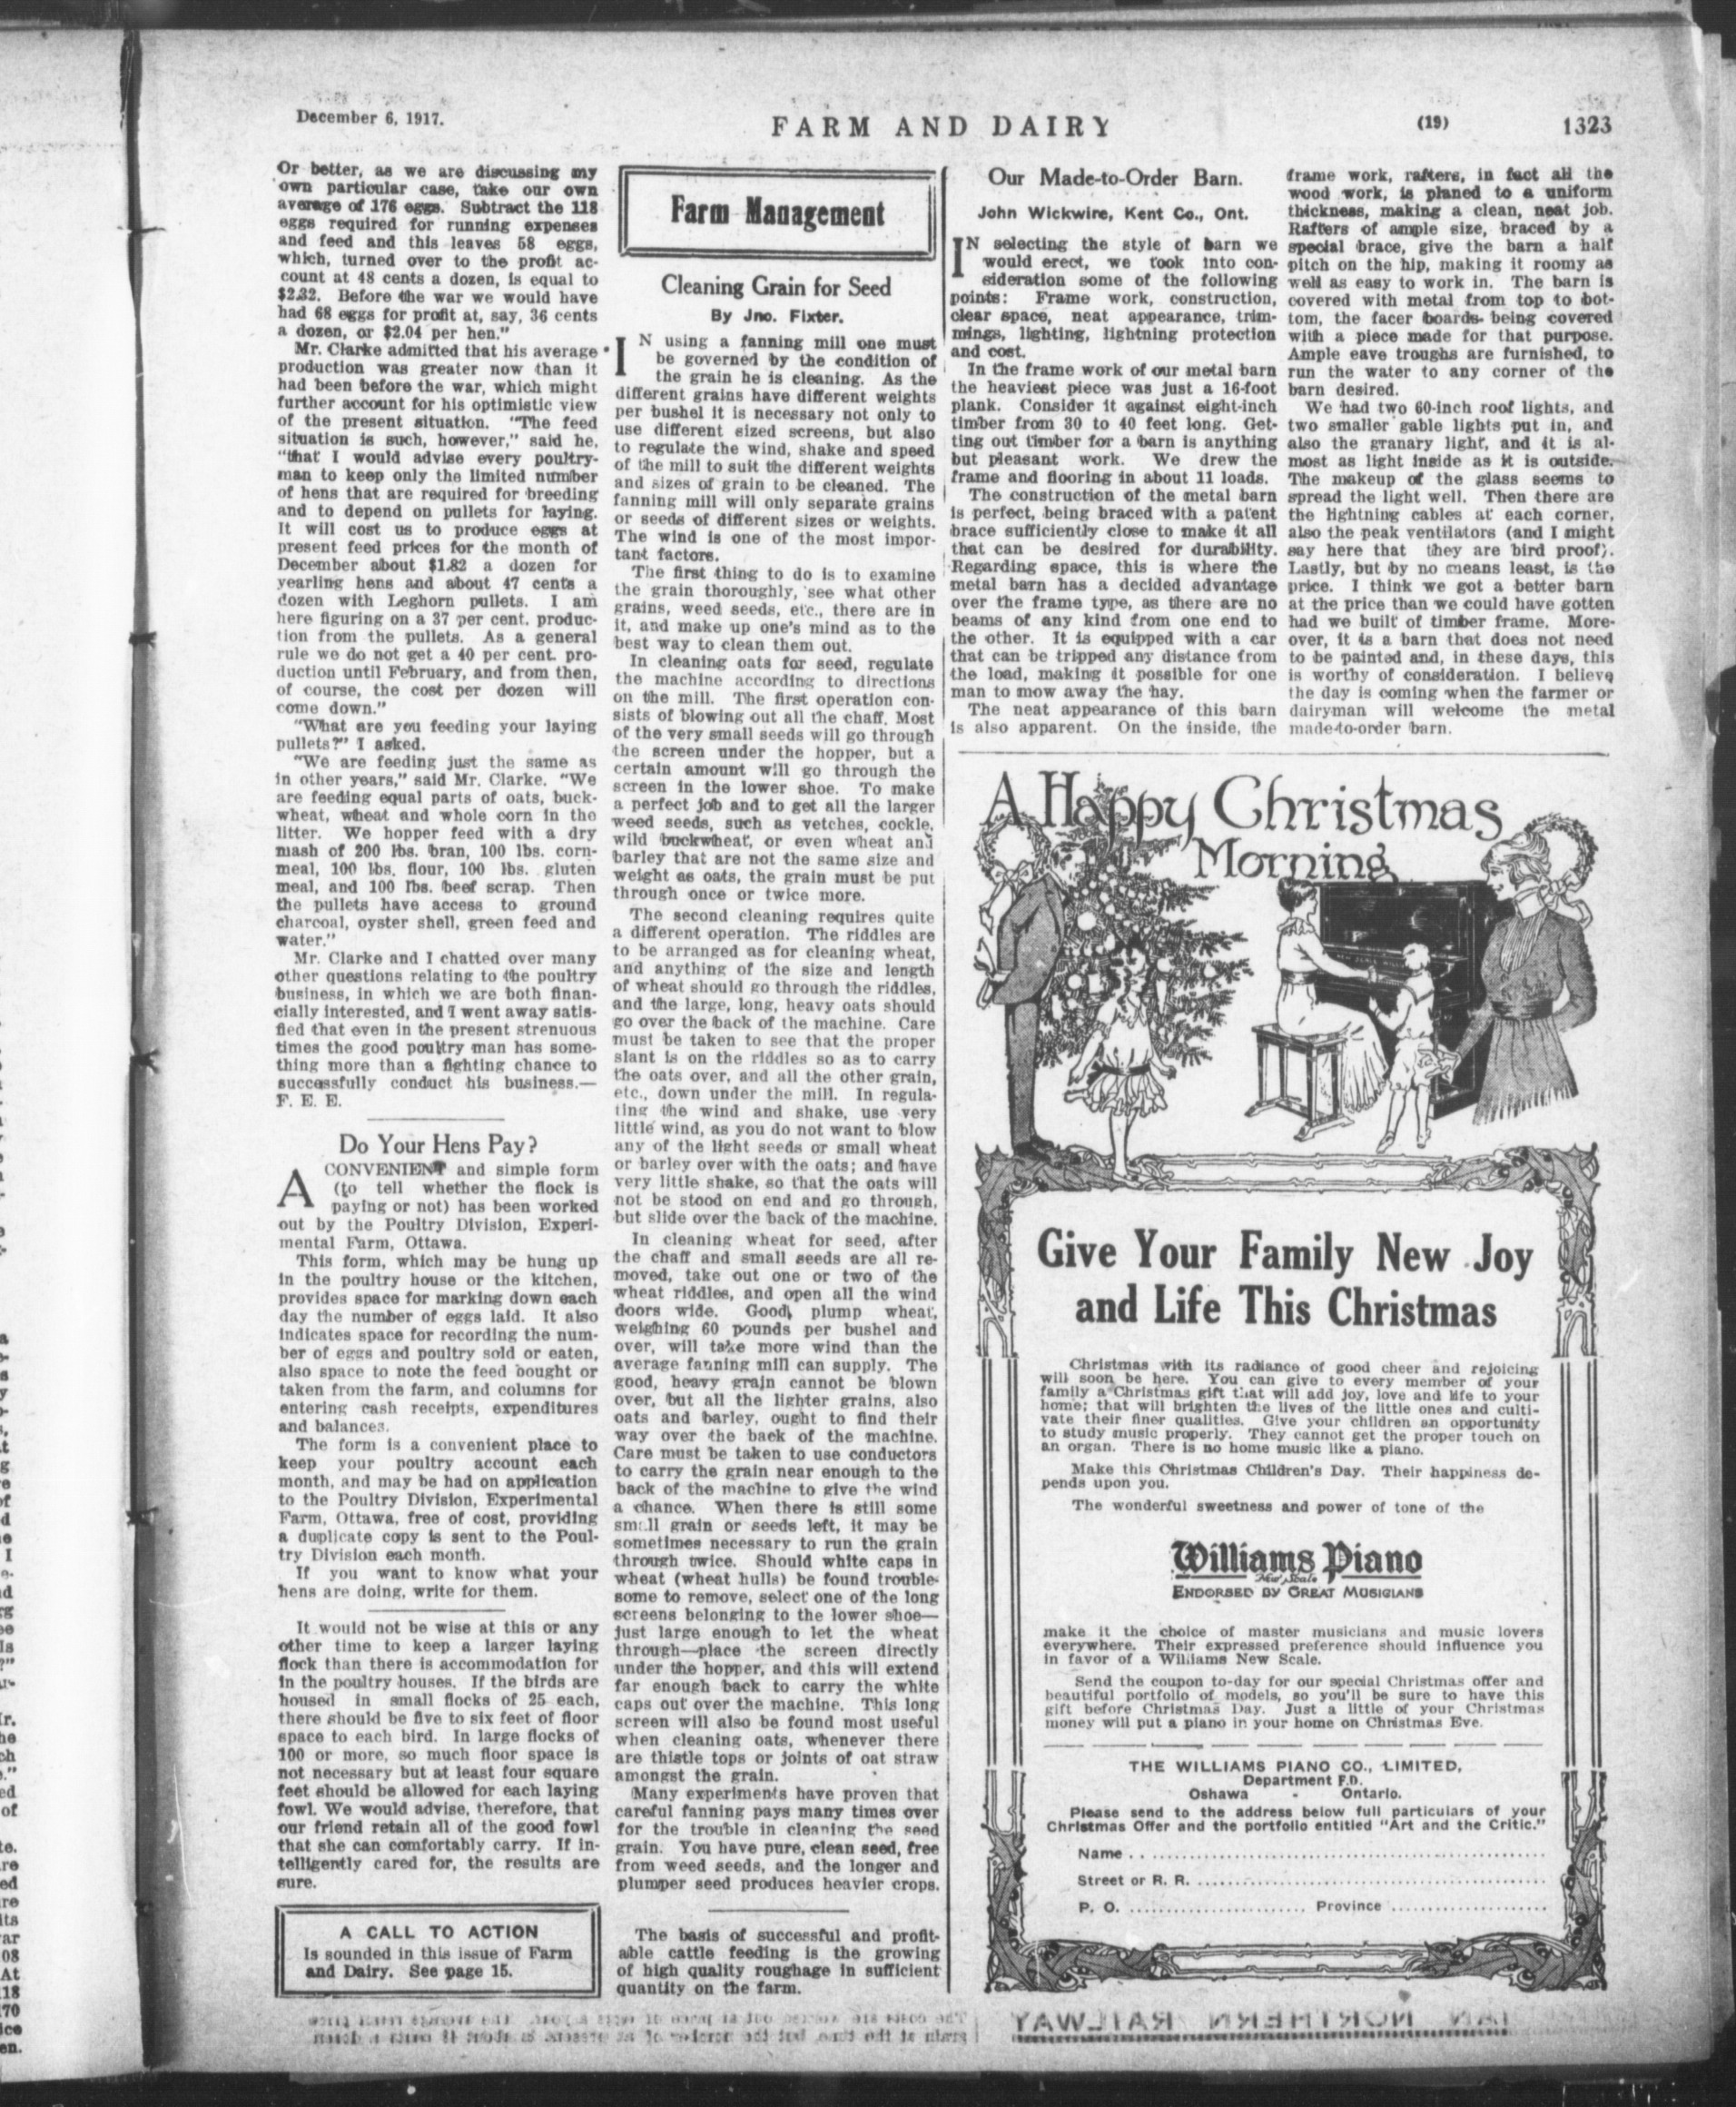 December 6, 1917.
FARM AND DAIRY
(19)
1323
Or better, as we are discussing my
own particular case, take our own
average of 176 eggs. Subtract the 118
eggs required for running expenses
and feed and this leaves 58 eggs,
which, turned over to the profit ac-
count at 48 cents a dozen, is equal to
$2.32. Before the war we would have
had 68 eggs for profit at, say, 36 cents
a dozen, or $2.04 per hen."
Mr. Clarke admitted that his average
production was greater now than it
had been before the war, which might
further account for his optimistic view
of the present situation. "The feed
situation is such, however," said he,
"that I would advise every poultry-
man to keep only the limited number
of hens that are required for breeding
and to depend on pullets for laying.
It will cost us to produce eggs at
present feed prices for the month of
December about $1.82 a dozen for
yearling hens and about 47 cents a
dozen with Leghorn pullets. I am
here figuring on a 37 per cent. produc-
tion from the pullets. As a general
rule we do not get a 40 per cent. pro-
duction until February, and from then,
of course, the cost per dozen will
come down."
"What are you feeding your laying
pullets?" I asked.
"We are feeding just the same as
in other years," said Mr. Clarke. "We
are feeding equal parts of oats, buck-
wheat, wheat and whole corn in the
litter. We hopper feed with a dry
mash of 200 lbs. bran, 100 lbs. corn-
meal, 100 lbs. flour, 100 lbs. gluten
meal, and 100 lbs. beef scrap. Then
the pullets have access to ground
charcoal, oyster shell, green feed and
water."
Mr. Clarke and I chatted over many
other questions relating to the poultry
business, in which we are both finan-
cially interested, and I went away satis-
fied that even in the present strenuous
times the good poultry man has some-
thing more than a fighting chance to
successfully conduct his business.—
F. E. E.
Do Your Hens Pay?
A CONVENIENT and simple form
(to tell whether the flock is
paying or not) has been worked
out by the Poultry Division, Experi-
mental Farm, Ottawa.
This form, which may be hung up
in the poultry house or the kitchen,
provides space for marking down each
day the number of eggs laid. It also
indicates space for recording the num-
ber of eggs and poultry sold or eaten,
also space to note the feed bought or
taken from the farm, and columns for
entering cash receipts, expenditures
and balances.
The form is a convenient place to
keep your poultry account each
month, and may be had on application
to the Poultry Division, Experimental
Farm, Ottawa, free of cost, providing
a duplicate copy is sent to the Poul-
try Division each month.
If you want to know what your
hens are doing, write for them.
It would not be wise at this or any
other time to keep a larger laying
flock than there is accommodation for
in the poultry houses. If the birds are
housed in small flocks of 25 each,
there should be five to six feet of floor
space to each bird. In large flocks of
100 or more, so much floor space is
not necessary but at least four square
feet should be allowed for each laying
fowl. We would advise, therefore, that
our friend retain all of the good fowl
that she can comfortably carry. If in-
telligently cared for, the results are
sure.
A CALL TO ACTION
Is sounded in this issue of Farm
and Dairy. See page 15.
Farm Management
Cleaning Grain for Seed
By Jno. Fixter.
IN using a fanning mill one must
be governed by the condition of
the grain he is cleaning. As the
different grains have different weights
per bushel it is necessary not only to
use different sized screens, but also
to regulate the wind, shake and speed
of the mill to suit the different weights
and sizes of grain to be cleaned. The
fanning mill will only separate grains
or seeds of different sizes or weights.
The wind is one of the most impor-
tant factors.
The first thing to do is to examine
the grain thoroughly, see what other
grains, weed seeds, etc., there are in
it, and make up one's mind as to the
best way to clean them out.
In cleaning oats for seed, regulate
the machine according to directions
on the mill. The first operation con-
sists of blowing out all the chaff. Most
of the very small seeds will go through
the screen under the hopper, but a
certain amount will go through the
screen in the lower shoe. To make
a perfect job and to get all the larger
weed seeds, such as vetches, cockle,
wild buckwheat, or even wheat and
barley that are not the same size and
weight as oats, the grain must be put
through once or twice more.
The second cleaning requires quite
a different operation. The riddles are
to be arranged as for cleaning wheat,
and anything of the size and length
of wheat should go through the riddles,
and the large, long, heavy oats should
go over the back of the machine. Care
must be taken to see that the proper
slant is on the riddles so as to carry
the oats over, and all the other grain,
etc., down under the mill. In regula-
ting the wind and shake, use very
little wind, as you do not want to blow
any of the light seeds or small wheat
or barley over with the oats; and have
very little shake, so that the oats will
not be stood on end and go through,
but slide over the back of the machine.
In cleaning wheat for seed, after
the chaff and small seeds are all re-
moved, take out one or two of the
wheat riddles, and open all the wind
doors wide. Good, plump wheat,
weighing 60 pounds per bushel and
over, will take more wind than the
average fanning mill can supply. The
good, heavy grain cannot be blown
over, but all the lighter grains, also
oats and barley, ought to find their
way over the back of the machine.
Care must be taken to use conductors
to carry the grain near enough to the
back of the machine to give the wind
a chance. When there is still some
small grain or seeds left, it may be
sometimes necessary to run the grain
through twice. Should white caps in
wheat (wheat hulls) be found trouble-
some to remove, select one of the long
screens belonging to the lower shoe—
just large enough to let the wheat
through—place the screen directly
under the hopper, and this will extend
far enough back to carry the white
caps out over the machine. This long
screen will also be found most useful
when cleaning oats, whenever there
are thistle tops or joints of oat straw
amongst the grain.
Many experiments have proven that
careful fanning pays many times over
for the trouble in cleaning the seed
grain. You have pure, clean seed, free
from weed seeds, and the longer and
plumper seed produces heavier crops.
The basis of successful and profit-
able cattle feeding is the growing
of high quality roughage in sufficient
quantity on the farm.
Our Made-to-Order Barn.
John Wickwire, Kent Co., Ont.
IN selecting the style of barn we
would erect, we took into con-
sideration some of the following
points: Frame work, construction,
clear space, neat appearance, trim-
mings, lighting, lightning protection
and cost.
In the frame work of our metal barn
the heaviest piece was just a 16-foot
plank. Consider it against eight-inch
timber from 30 to 40 feet long. Get-
ting out timber for a barn is anything
but pleasant work. We drew the
frame and flooring in about 11 loads.
The construction of the metal barn
is perfect, being braced with a patent
brace sufficiently close to make it all
that can be desired for durability.
Regarding space, this is where the
metal barn has a decided advantage
over the frame type, as there are no
beams of any kind from one end to
the other. It is equipped with a car
that can be tripped any distance from
the load, making it possible for one
man to mow away the hay.
The neat appearance of this barn
is also apparent. On the inside, the
frame work, rafters, in fact all the
wood work, is planed to a uniform
thickness, making a clean, neat job.
Rafters of ample size, braced by a
special brace, give the barn a half
pitch on the hip, making it roomy as
well as easy to work in. The barn is
covered with metal from top to bot-
tom, the facer boards being covered
with a piece made for that purpose.
Ample eave troughs are furnished, to
run the water to any corner of the
barn desired.
We had two 60-inch roof lights, and
two smaller gable lights put in, and
also the granary light, and it is al-
most as light inside as it is outside.
The makeup of the glass seems to
spread the light well. Then there are
the lightning cables at each corner,
also the peak ventilators (and I might
say here that they are bird proof).
Lastly, but by no means least, is the
price. I think we got a better barn
at the price than we could have gotten
had we built of timber frame. More-
over, it is a barn that does not need
to be painted and, in these days, this
is worthy of consideration. I believe
the day is coming when the farmer or
dairyman will welcome the metal
made-to-order barn.
A Happy Christmas
Morning
Give Your Family New Joy
and Life This Christmas
Christmas with its radiance of good cheer and rejoicing
will soon be here. You can give to every member of your
family a Christmas gift that will add joy, love and life to your
home; that will brighten the lives of the little ones and culti-
vate their finer qualities. Give your children an opportunity
to study music properly. They cannot get the proper touch on
an organ. There is no home music like a piano.
Make this Christmas Children's Day. Their happiness de-
pends upon you.
The wonderful sweetness and power of tone of the
Williams Piano
New Scale
ENDORSED BY GREAT MUSICIANS
make it the choice of master musicians and music lovers
everywhere. Their expressed preference should influence you
in favor of a Williams New Scale.
Send the coupon to-day for our special Christmas offer and
beautiful portfolio of models, so you'll be sure to have this
gift before Christmas Day. Just a little of your Christmas
money will put a piano in your home on Christmas Eve.
THE WILLIAMS PIANO CO., LIMITED,
Department F.D.
Oshawa - Ontario.
Please send to the address below full particulars of your
Christmas Offer and the portfolio entitled "Art and the Critic."
Name
Street or R. R.
P. O. Province